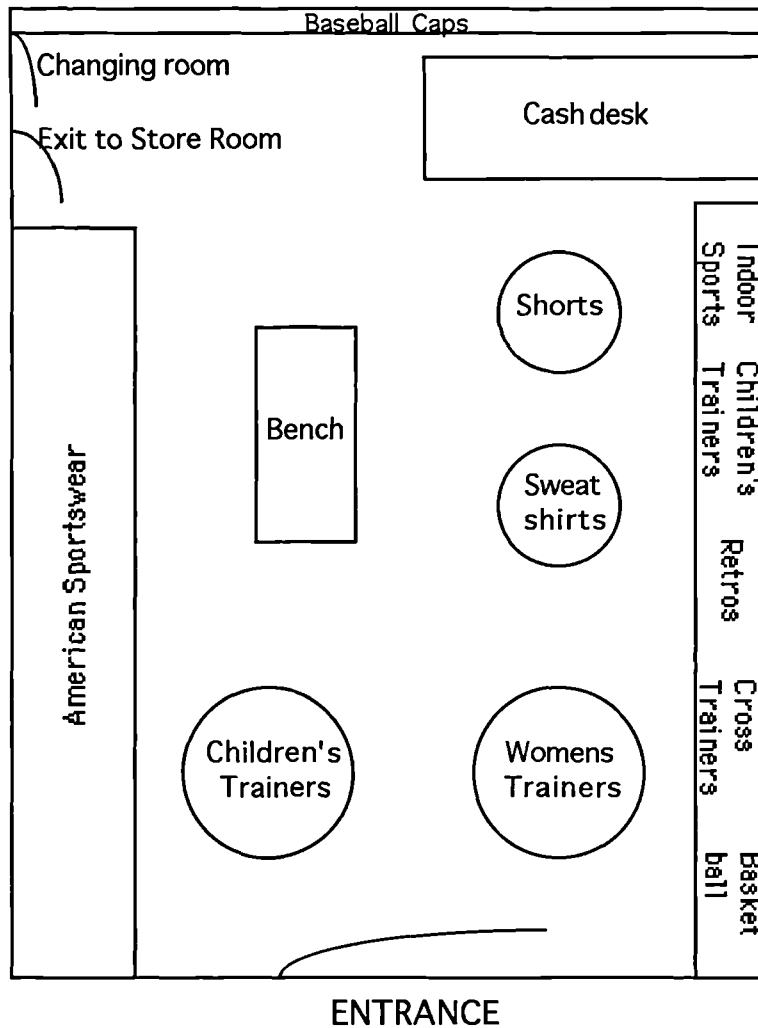 Baseball Caps
Changing room
Cash desk
Exit to Store Room
Indoor
Sports
Shorts
Children's
Trainers
Bench
American Sportswear
Sweat
shirts
Retros
Children's
Trainers
Womens
Trainers
Cross
Trainers
Basket
ball
ENTRANCE